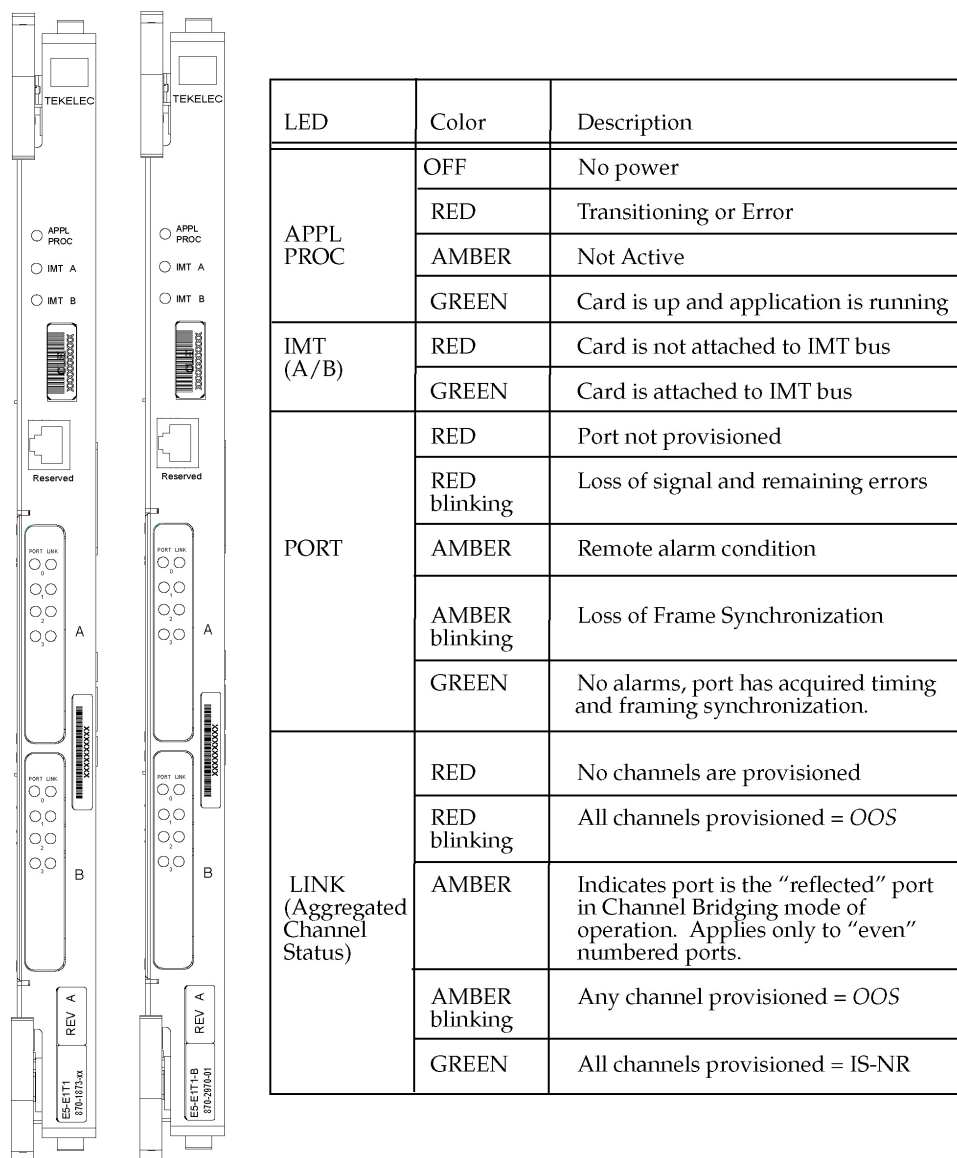 TEKELEC
APPL
PROC
IMT A
IMT B
CLEI
XXXXXXXXXX
Reserved
PORT LINK
0
1
2
3
A
XXXXXXXXXX
PORT LINK
0
1
2
3
B
REV A
E5-E1T1
870-1873-xx
TEKELEC
APPL
PROC
IMT A
IMT B
CLEI
XXXXXXXXXX
Reserved
PORT LINK
0
1
2
3
A
XXXXXXXXXX
PORT LINK
0
1
2
3
B
REV A
E5-E1T1-B
870-2970-01
LED Color Description
APPL
PROC
OFF No power
RED Transitioning or Error
AMBER Not Active
GREEN Card is up and application is running
IMT
(A/B)
RED Card is not attached to IMT bus
GREEN Card is attached to IMT bus
PORT
RED Port not provisioned
RED
blinking
Loss of signal and remaining errors
AMBER Remote alarm condition
AMBER
blinking
Loss of Frame Synchronization
GREEN No alarms, port has acquired timing
and framing synchronization.
LINK
(Aggregated
Channel
Status)
RED No channels are provisioned
RED
blinking
All channels provisioned = OOS
AMBER Indicates port is the “reflected” port
in Channel Bridging mode of
operation. Applies only to “even”
numbered ports.
AMBER
blinking
Any channel provisioned = OOS
GREEN All channels provisioned = IS-NR